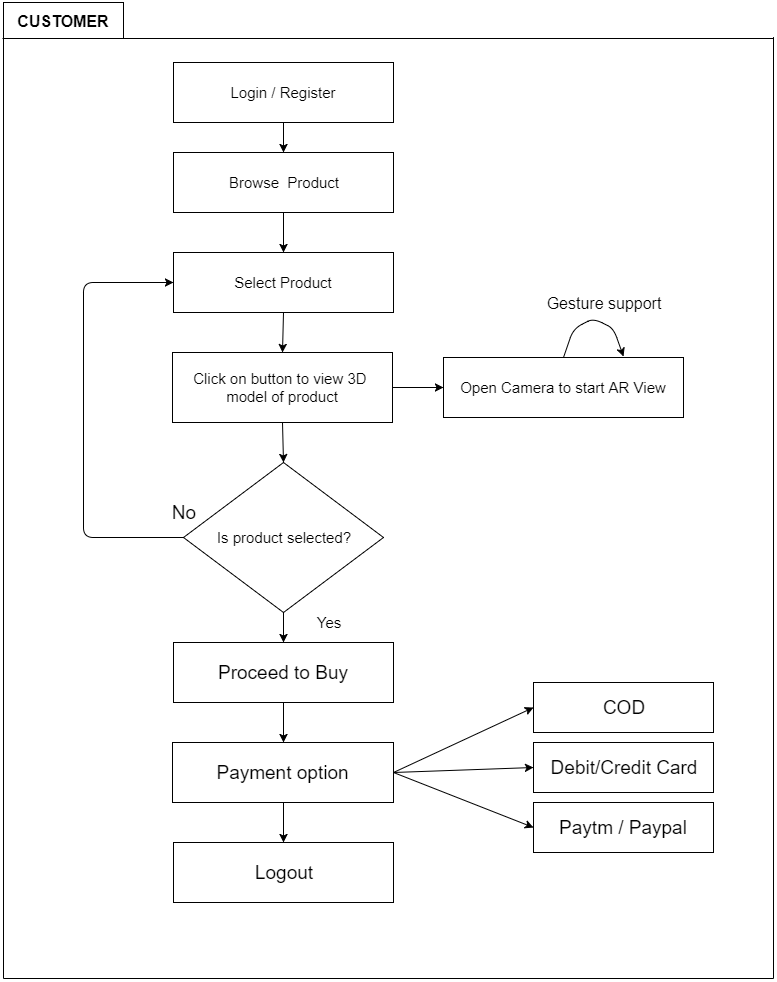 CUSTOMER
Login / Register
Browse  Product
Select Product
Gesture support
Click on button to view 3D
model of product
Open Camera to start AR View
No
Is product selected?
Yes
Proceed to Buy
COD
Payment option
Debit/Credit Card
Paytm / Paypal
Logout